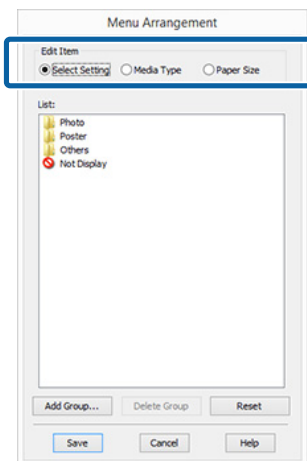 Menu Arrangement
Edit Item
Select Setting Media Type Paper Size
List:
Photo
Poster
Others
Not Display
Add Group... Delete Group Reset
Save Cancel Help